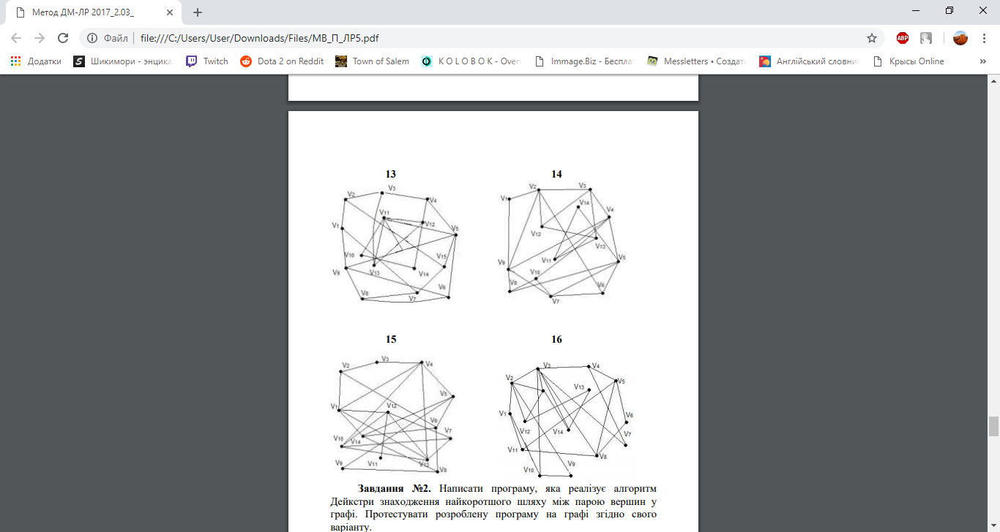 Метод ДМ-ЛР 2017_2.03_
Файл file:///C:/Users/User/Downloads/Files/МВ_П_ЛР5.pdf
ABP
Додатки Шикимори - энцикл Twitch Dota 2 on Reddit Town of Salem K O L O B O K - Over Immage.Biz - Беспла Messletters • Создат Англійський словни Крысы Online »
13 14
V2 V3 V4 V11 V12 V1 V5 V10 V15 V9 V13 V14 V6 V8 V7
V2 V3 V1 V14 V4 V12 V13 V11 V5 V9 V10 V8 V6 V7
15 16
V2 V3 V4 V5 V1 V12 V6 V7 V10 V14 V9 V11 V13 V8
V3 V4 V2 V5 V13 V1 V6 V12 V14 V7 V11 V8 V10 V9
Завдання №2. Написати програму, яка реалізує алгоритм
Дейкстри знаходження найкоротшого шляху між парою вершин у
графі. Протестувати розроблену програму на графі згідно свого
варіанту.